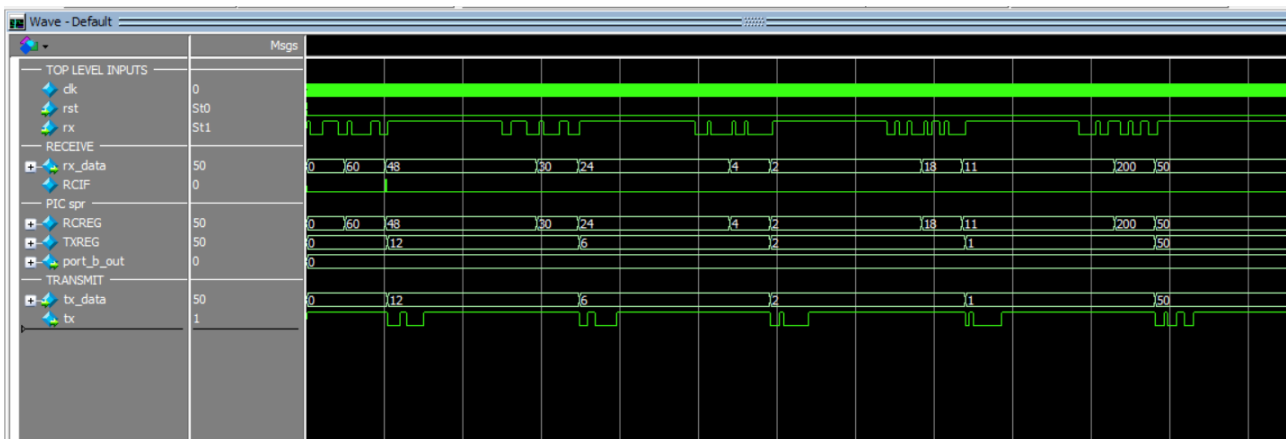 Wave - Default
Msgs
TOP LEVEL INPUTS
clk 0
rst St0
rx St1
RECEIVE
rx_data 50 0 60 48 30 24 4 2 18 11 200 50
RCIF 0
PIC spr
RCREG 50 0 60 48 30 24 4 2 18 11 200 50
TXREG 50 0 12 6 2 1 50
port_b_out 0 0
TRANSMIT
tx_data 50 0 12 6 2 1 50
tx 1